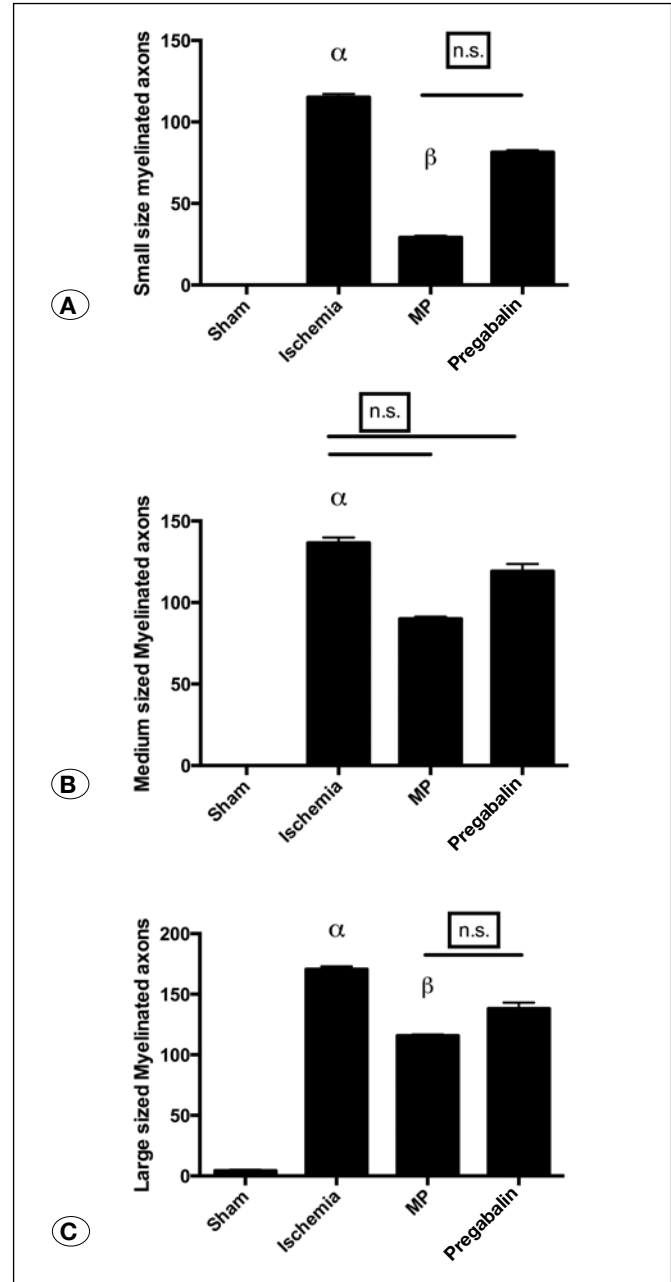 150
α
n.s.
100
β
50
0
Small size myelinated axons
A
Sham
Ischemia
MP
Pregabalin
n.s.
α
150
100
50
0
Medium sized Myelinated axons
B
Sham
Ischemia
MP
Pregabalin
200
α
n.s.
150
β
100
50
0
Large sized Myelinated axons
C
Sham
Ischemia
MP
Pregabalin